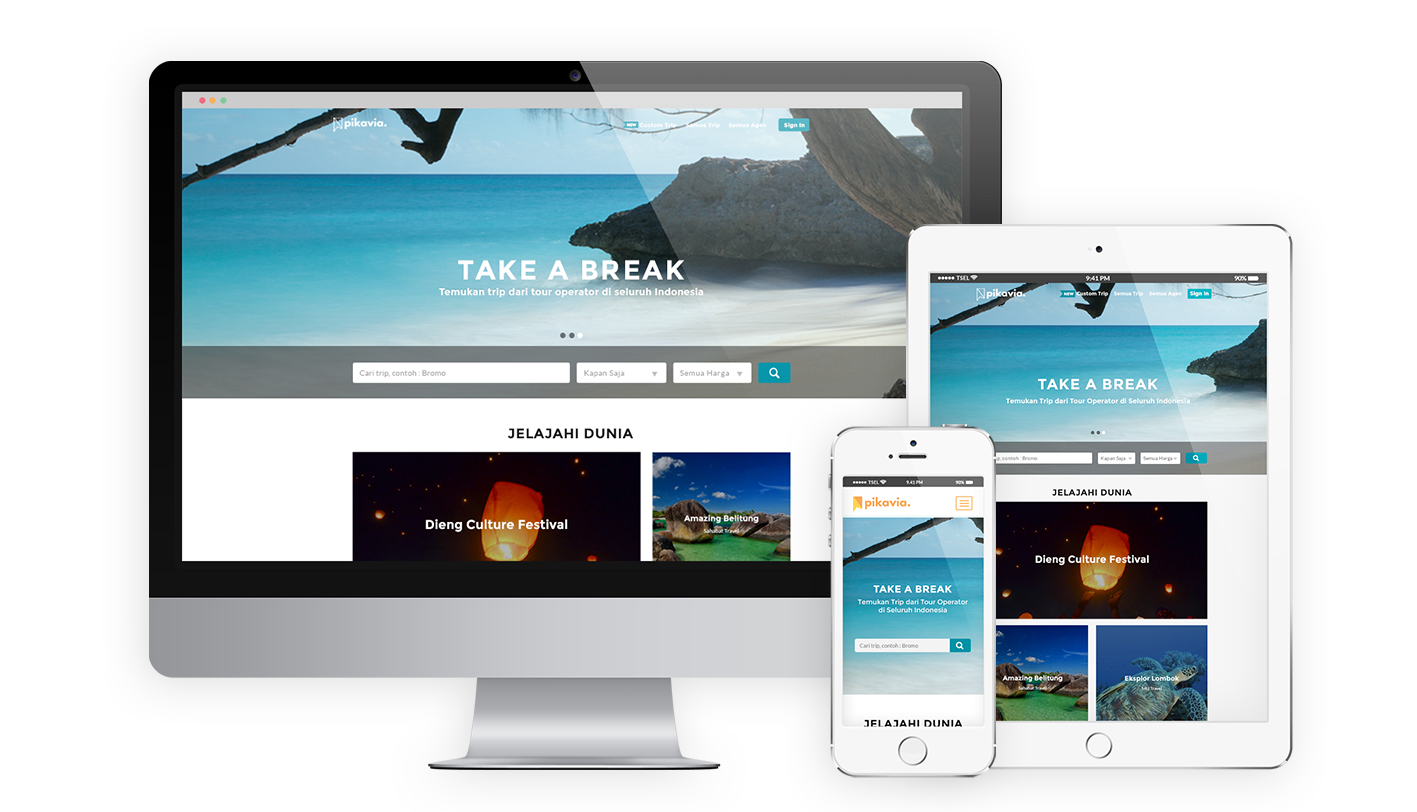 pikavia.
NEW Custom Trip Semua Trip Semua Agen Sign In
TAKE A BREAK
Temukan trip dari tour operator di seluruh Indonesia
Cari trip, contoh : Bromo
Kapan Saja
Semua Harga
JELAJAHI DUNIA
Dieng Culture Festival
Amazing Belitung
Sahabat Travel
TSEL 9:41 PM 90%
pikavia.
NEW Custom Trip Semua Trip Semua Agen Sign In
TAKE A BREAK
Temukan Trip dari Tour Operator di Seluruh Indonesia
contoh : Bromo
Kapan Saja
Semua Harga
JELAJAHI DUNIA
Dieng Culture Festival
Amazing Belitung
Sahabat Travel
Eksplor Lombok
Travel
TSEL 9.41 PM 90%
pikavia.
TAKE A BREAK
Temukan Trip dari Tour Operator
di Seluruh Indonesia
Cari trip, contoh : Bromo
JELAJAHI DUNIA